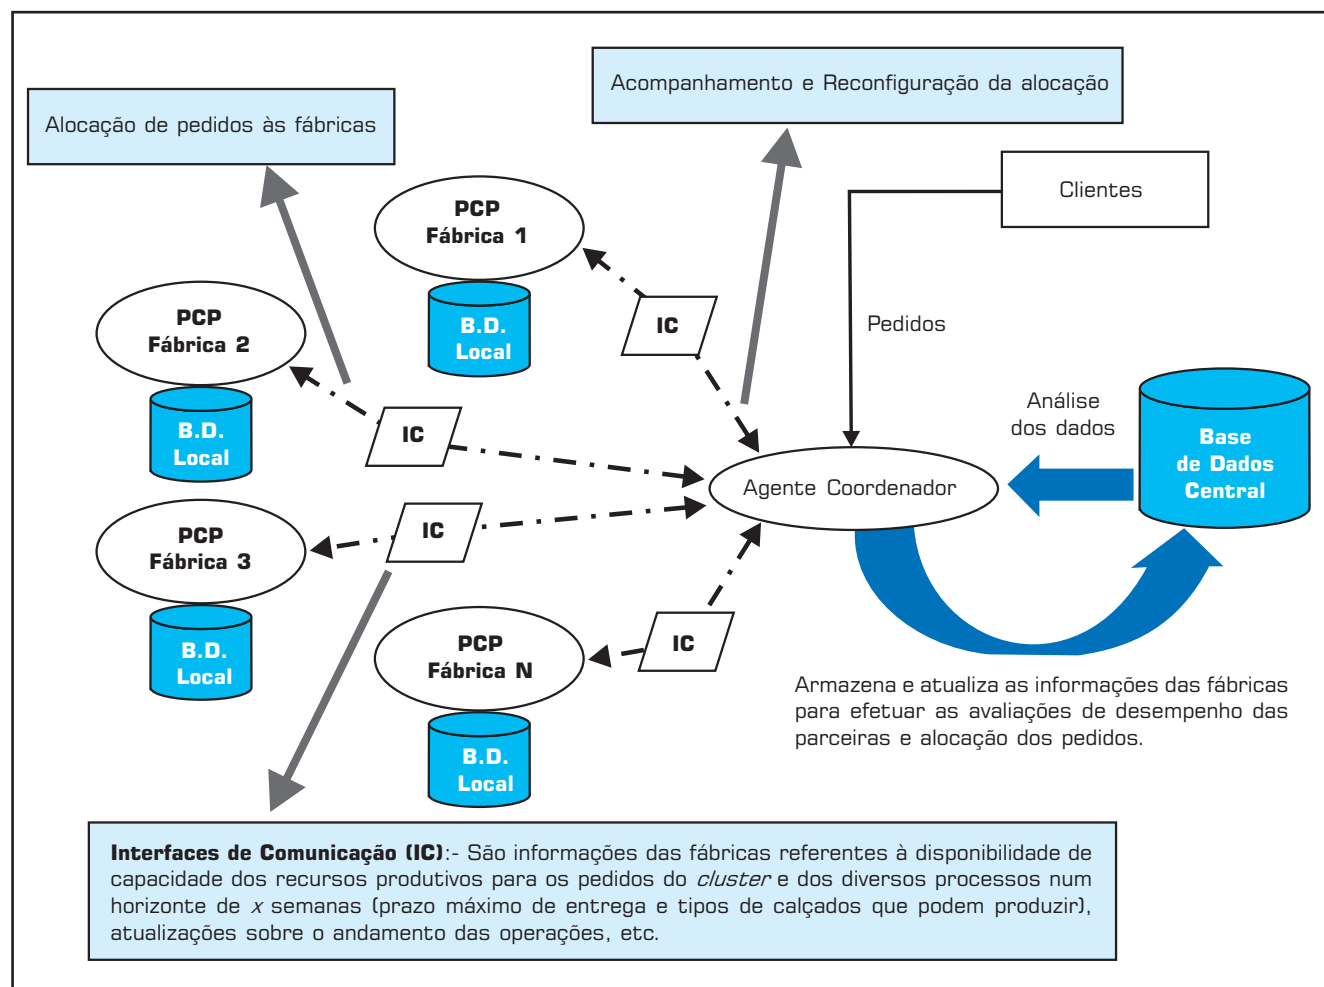 Acompanhamento e Reconfiguração da alocação
Alocação de pedidos às fábricas
Clientes
PCP
Fábrica 1
B.D.
Local
IC
Pedidos
PCP
Fábrica 2
B.D.
Local
IC
Análise
dos dados
Base
de Dados
Central
Agente Coordenador
PCP
Fábrica 3
B.D.
Local
IC
PCP
Fábrica N
B.D.
Local
IC
Armazena e atualiza as informações das fábricas
para efetuar as avaliações de desempenho das
parceiras e alocação dos pedidos.
Interfaces de Comunicação (IC):- São informações das fábricas referentes à disponibilidade de
capacidade dos recursos produtivos para os pedidos do cluster e dos diversos processos num
horizonte de x semanas (prazo máximo de entrega e tipos de calçados que podem produzir),
atualizações sobre o andamento das operações, etc.